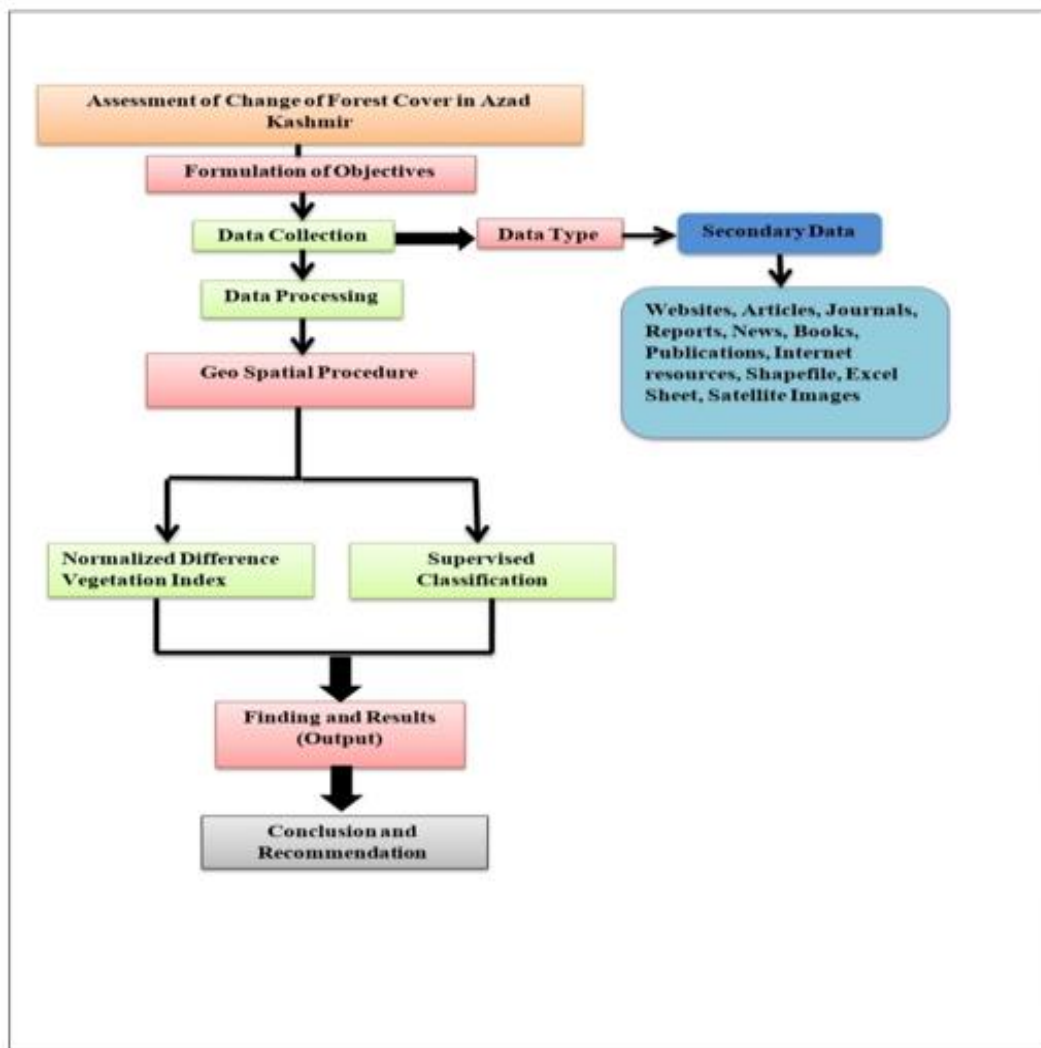 Assessment of Change of Forest Cover in Azad
Kashmir
Formulation of Objectives
Data Collection
Data Type
Secondary Data
Data Processing
Websites, Articles, Journals,
Reports, News, Books,
Publications, Internet
resources, Shapefile, Excel
Sheet, Satellite Images
Geo Spatial Procedure
Normalized Difference
Vegetation Index
Supervised
Classification
Finding and Results
(Output)
Conclusion and
Recommendation